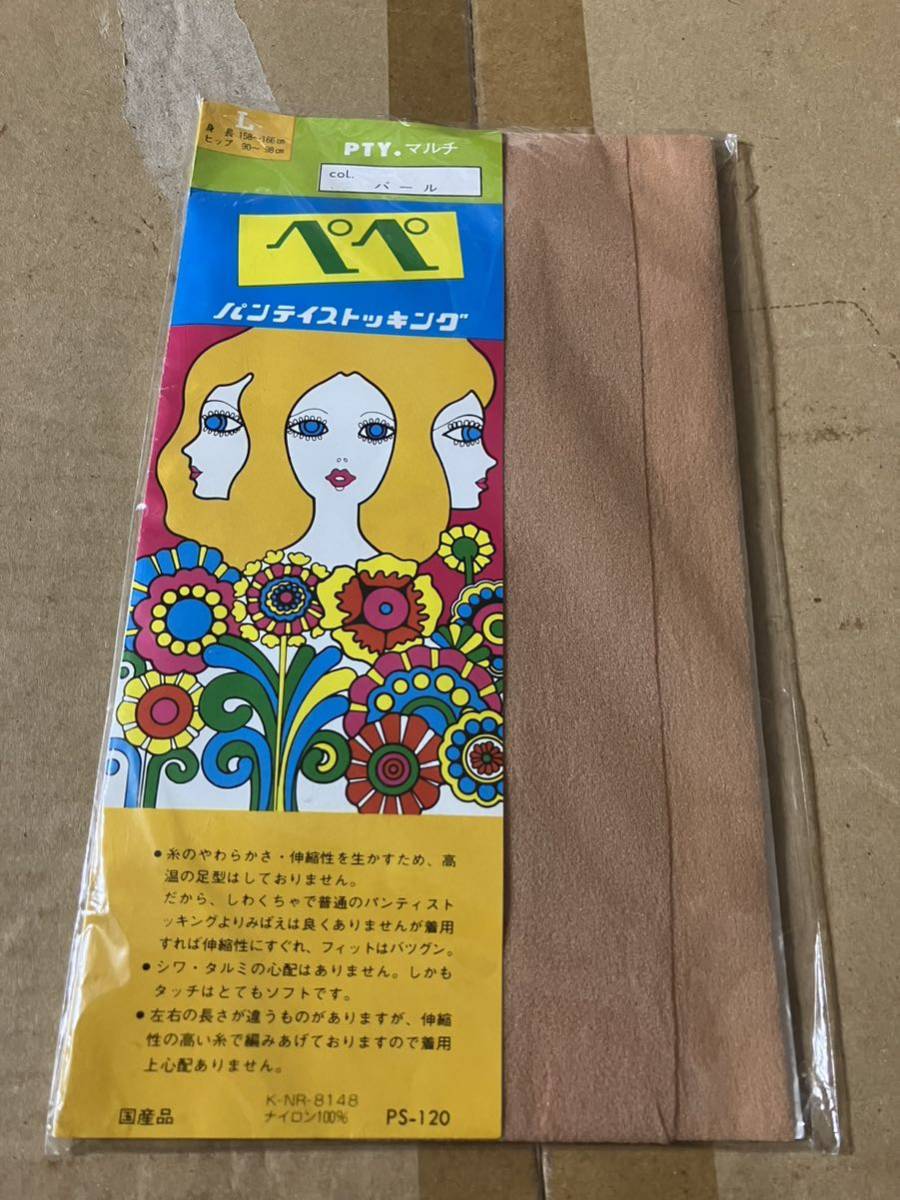 L
身長 158〜166cm
ヒップ 90〜98cm
PTY.マルチ
col.
パール
ペペ
パンテイストッキング
●糸のやわらかさ・伸縮性を生かすため、高
温の足型はしておりません。
だから、しわくちゃで普通のパンティスト
ッキングよりみばえは良くありませんが着用
すれば伸縮性にすぐれ、フィットはバツグン。
●シワ・タルミの心配はありません。しかも
タッチはとてもソフトです。
●左右の長さが違うものがありますが、伸縮
性の高い糸で編みあげておりますので着用
上心配ありません。
K-NR-8148
国産品 ナイロン100% PS-120